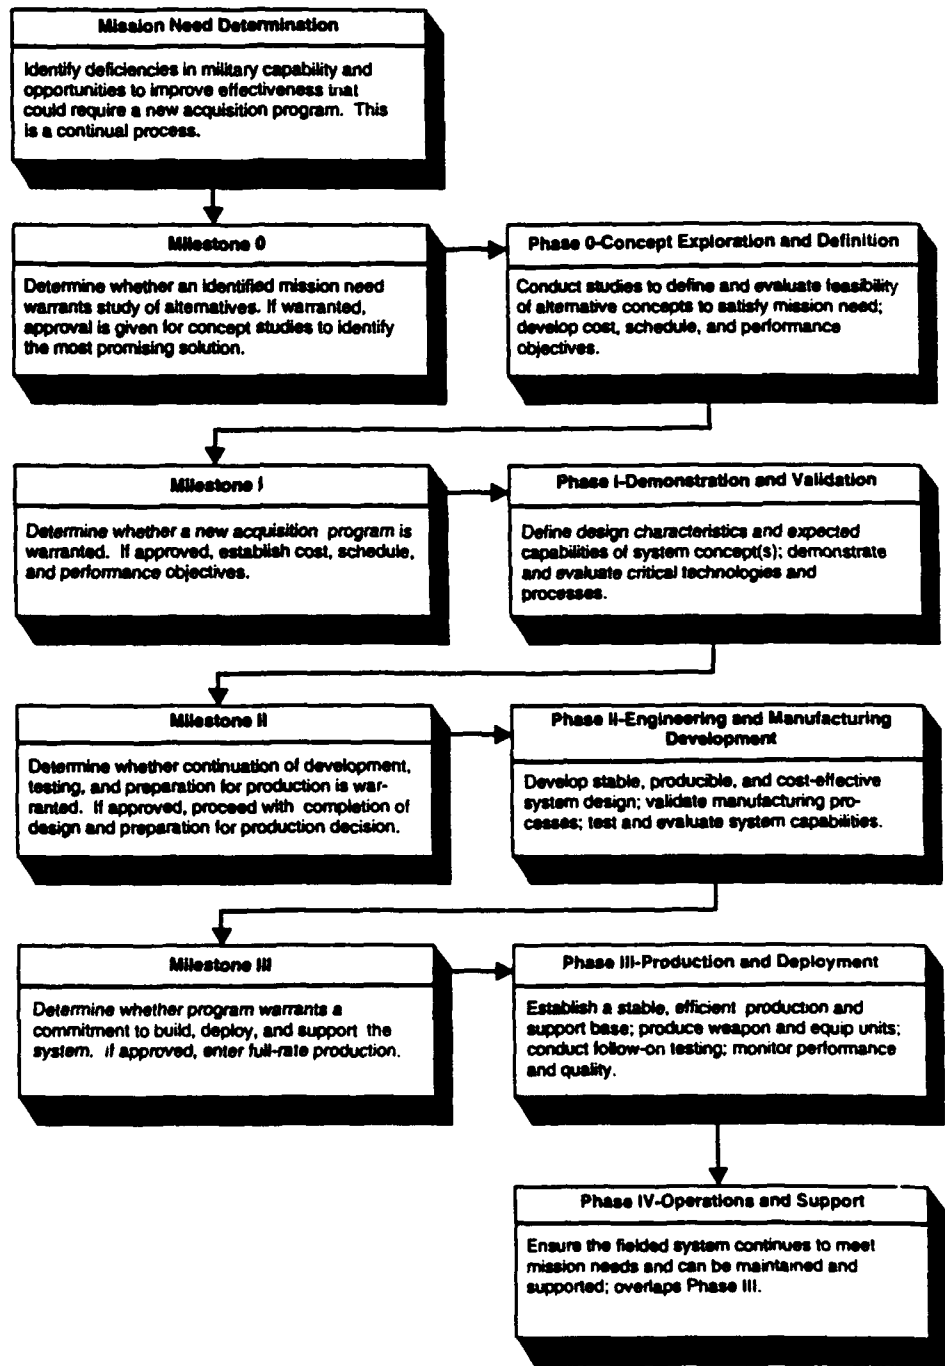 Mission Need Determination
Identify deficiencies in military capability and
opportunities to improve effectiveness that
could require a new acquisition program. This
is a continual process.
Milestone 0
Determine whether an identified mission need
warrants study of alternatives. If warranted,
approval is given for concept studies to identify
the most promising solution.
Phase 0-Concept Exploration and Definition
Conduct studies to define and evaluate feasibility
of alternative concepts to satisfy mission need;
develop cost, schedule, and performance
objectives.
Milestone I
Determine whether a new acquisition program is
warranted. If approved, establish cost, schedule,
and performance objectives.
Phase I-Demonstration and Validation
Define design characteristics and expected
capabilities of system concept(s); demonstrate
and evaluate critical technologies and
processes.
Milestone II
Determine whether continuation of development,
testing, and preparation for production is war-
ranted. If approved, proceed with completion of
design and preparation for production decision.
Phase II-Engineering and Manufacturing
Development
Develop stable, producible, and cost-effective
system design; validate manufacturing pro-
cesses; test and evaluate system capabilities.
Milestone III
Determine whether program warrants a
commitment to build, deploy, and support the
system. If approved, enter full-rate production.
Phase III-Production and Deployment
Establish a stable, efficient production and
support base; produce weapon and equip units;
conduct follow-on testing; monitor performance
and quality.
Phase IV-Operations and Support
Ensure the fielded system continues to meet
mission needs and can be maintained and
supported; overlaps Phase III.